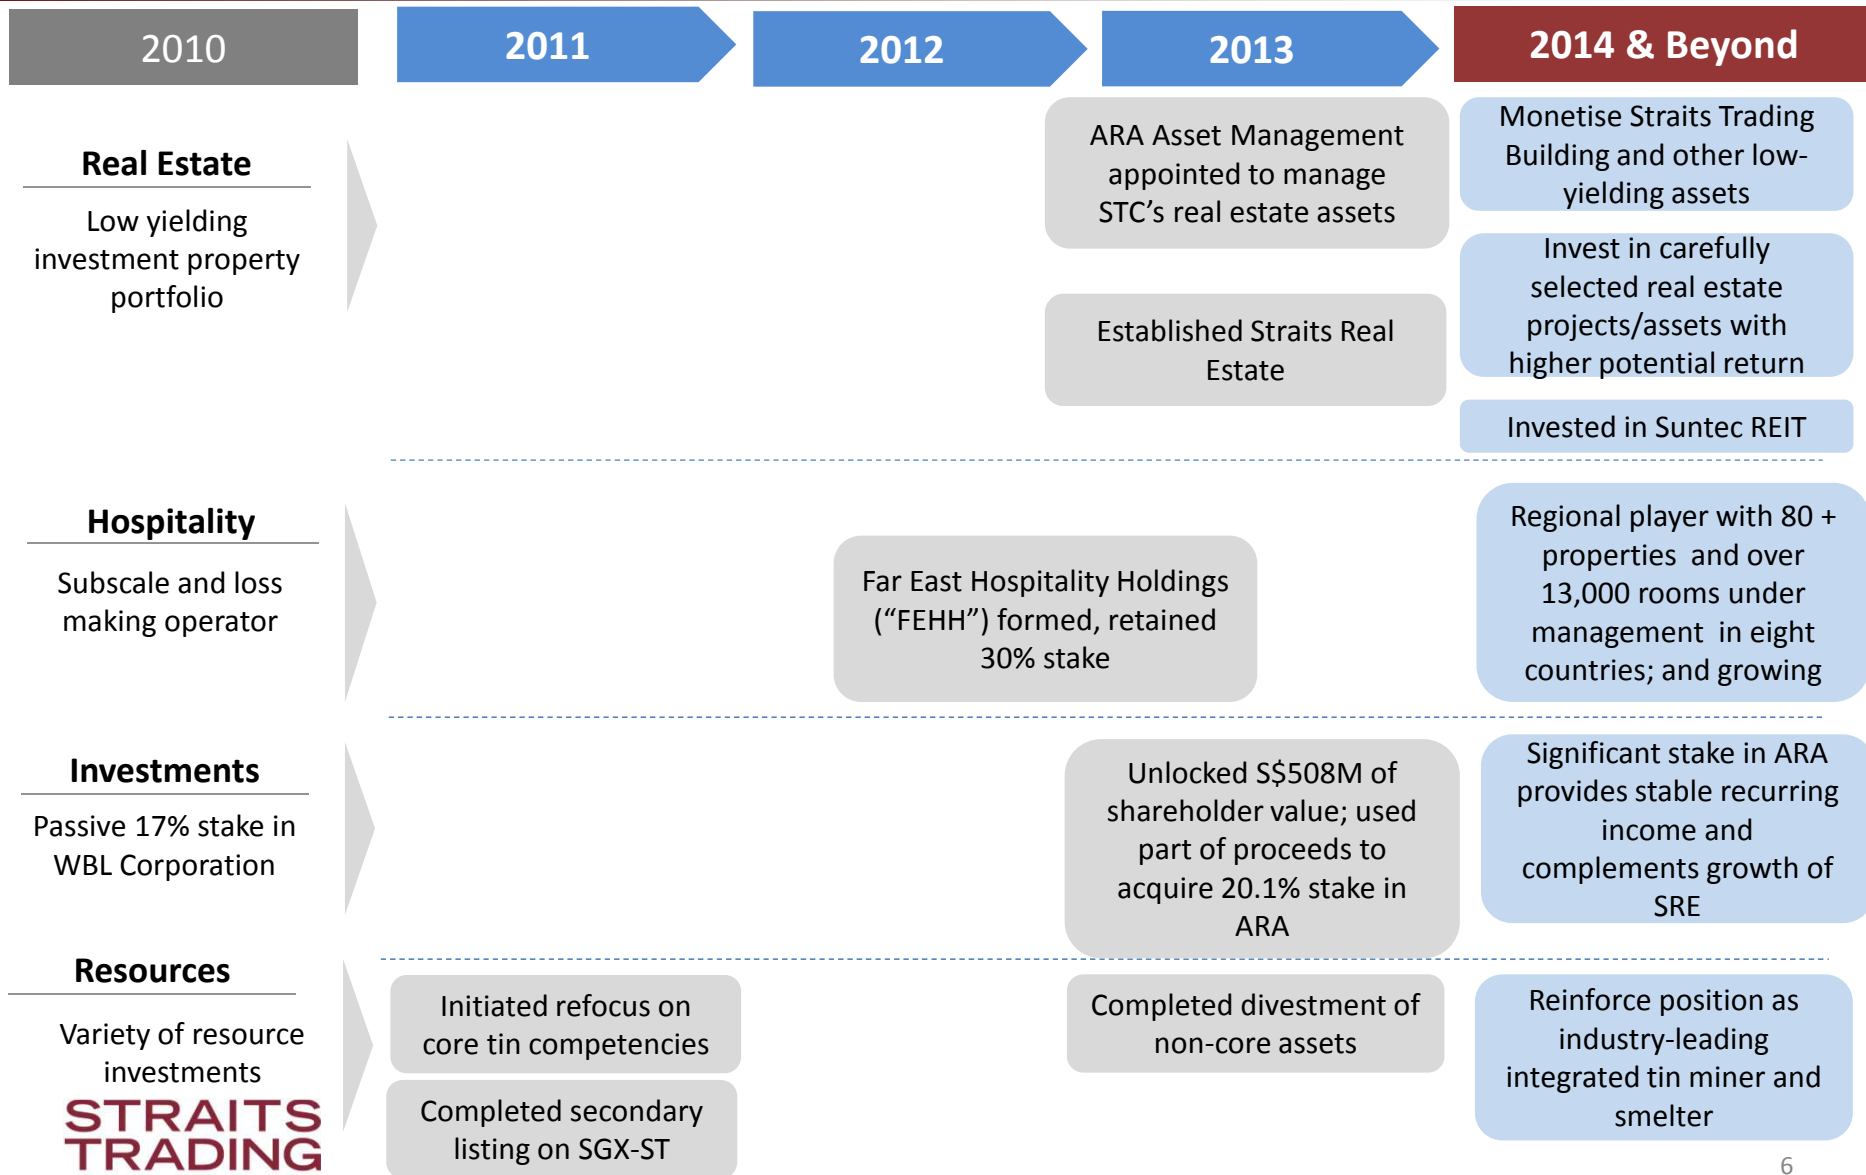 2010
2011
2012
2013
2014 & Beyond
Real Estate
Low yielding
investment property
portfolio
ARA Asset Management
appointed to manage
STC’s real estate assets
Established Straits Real
Estate
Monetise Straits Trading
Building and other low-
yielding assets
Invest in carefully
selected real estate
projects/assets with
higher potential return
Invested in Suntec REIT
Hospitality
Subscale and loss
making operator
Far East Hospitality Holdings
(“FEHH”) formed, retained
30% stake
Regional player with 80 +
properties and over
13,000 rooms under
management in eight
countries; and growing
Investments
Passive 17% stake in
WBL Corporation
Unlocked S$508M of
shareholder value; used
part of proceeds to
acquire 20.1% stake in
ARA
Significant stake in ARA
provides stable recurring
income and
complements growth of
SRE
Resources
Variety of resource
investments
Initiated refocus on
core tin competencies
Completed secondary
listing on SGX-ST
Completed divestment of
non-core assets
Reinforce position as
industry-leading
integrated tin miner and
smelter
STRAITS
TRADING
6